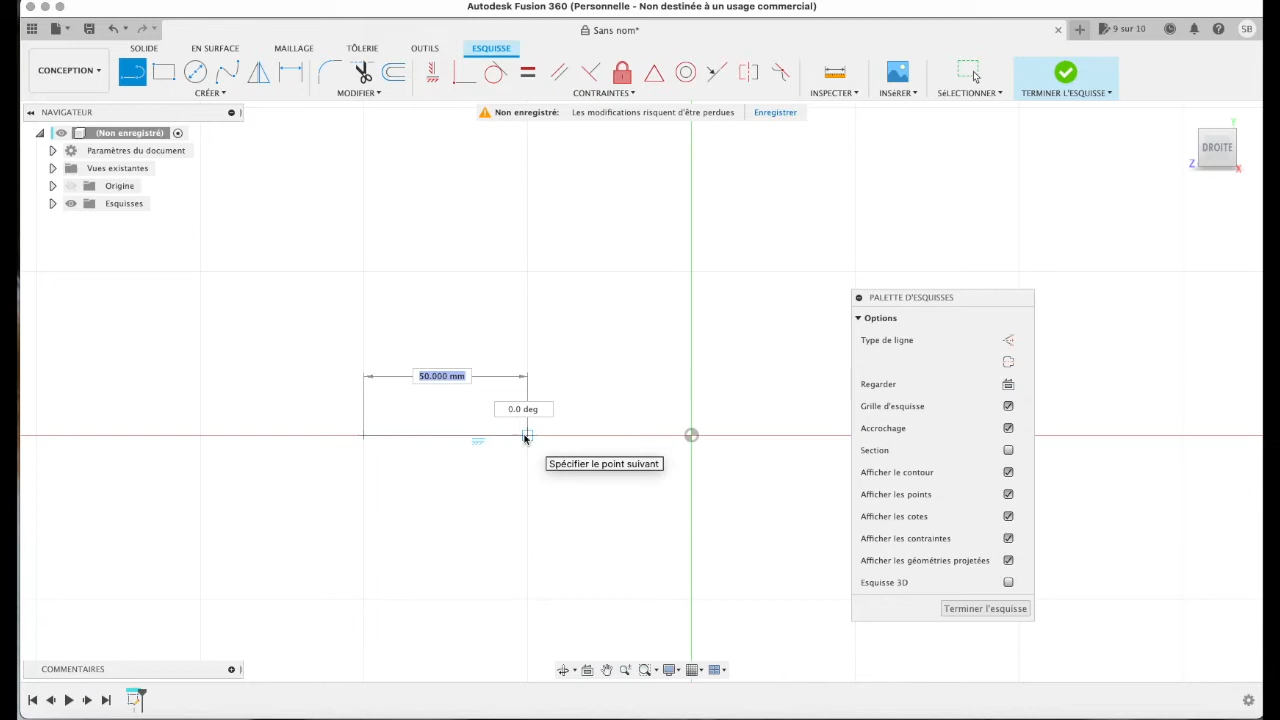 Autodesk Fusion 360 (Personnelle - Non destinée à un usage commercial)
Sans nom*
9 sur 10
SB
CONCEPTION
SOLIDE
EN SURFACE
MAILLAGE
TÔLERIE
OUTILS
ESQUISSE
CRÉER
MODIFIER
CONTRAINTES
INSPECTER
INSÉRER
SÉLECTIONNER
TERMINER L'ESQUISSE
NAVIGATEUR
Non enregistré: Les modifications risquent d'être perdues Enregistrer
(Non enregistré)
Paramètres du document
Vues existantes
Origine
Esquisses
Y
DROITE
Z
X
50.000 mm
0.0 deg
Spécifier le point suivant
PALETTE D'ESQUISSES
Options
Type de ligne
Regarder
Grille d'esquisse
Accrochage
Section
Afficher le contour
Afficher les points
Afficher les cotes
Afficher les contraintes
Afficher les géométries projetées
Esquisse 3D
Terminer l'esquisse
COMMENTAIRES